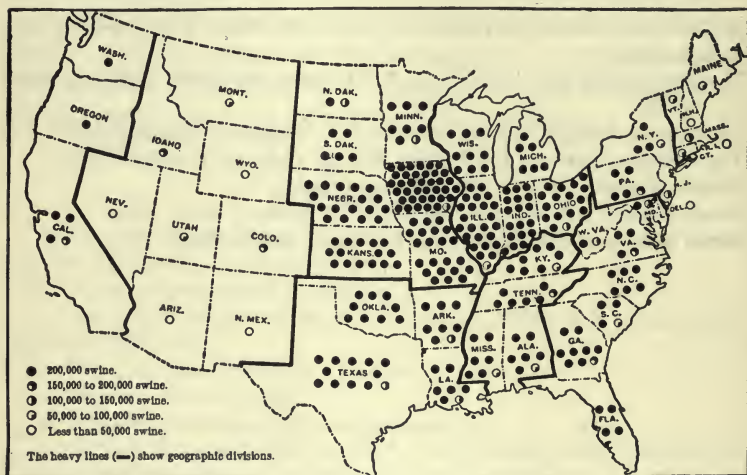 WASH.
OREGON
CAL.
NEV.
IDAHO
MONT.
WYO.
UTAH
COLO.
ARIZ.
N. MEX.
N. DAK.
S. DAK.
NEBR.
KANS.
OKLA.
TEXAS
MINN.
MO.
ARK.
LA.
WIS.
MICH.
ILL.
IND.
OHIO
KY.
TENN.
MISS.
ALA.
GA.
FLA.
S. C.
N. C.
VA.
W. VA.
MD.
DEL.
PA.
N. J.
N. Y.
CT.
MASS.
N.H.
VT.
MAINE
200,000 swine.
150,000 to 200,000 swine.
100,000 to 150,000 swine.
50,000 to 100,000 swine.
Less than 50,000 swine.
The heavy lines (━) show geographic divisions.